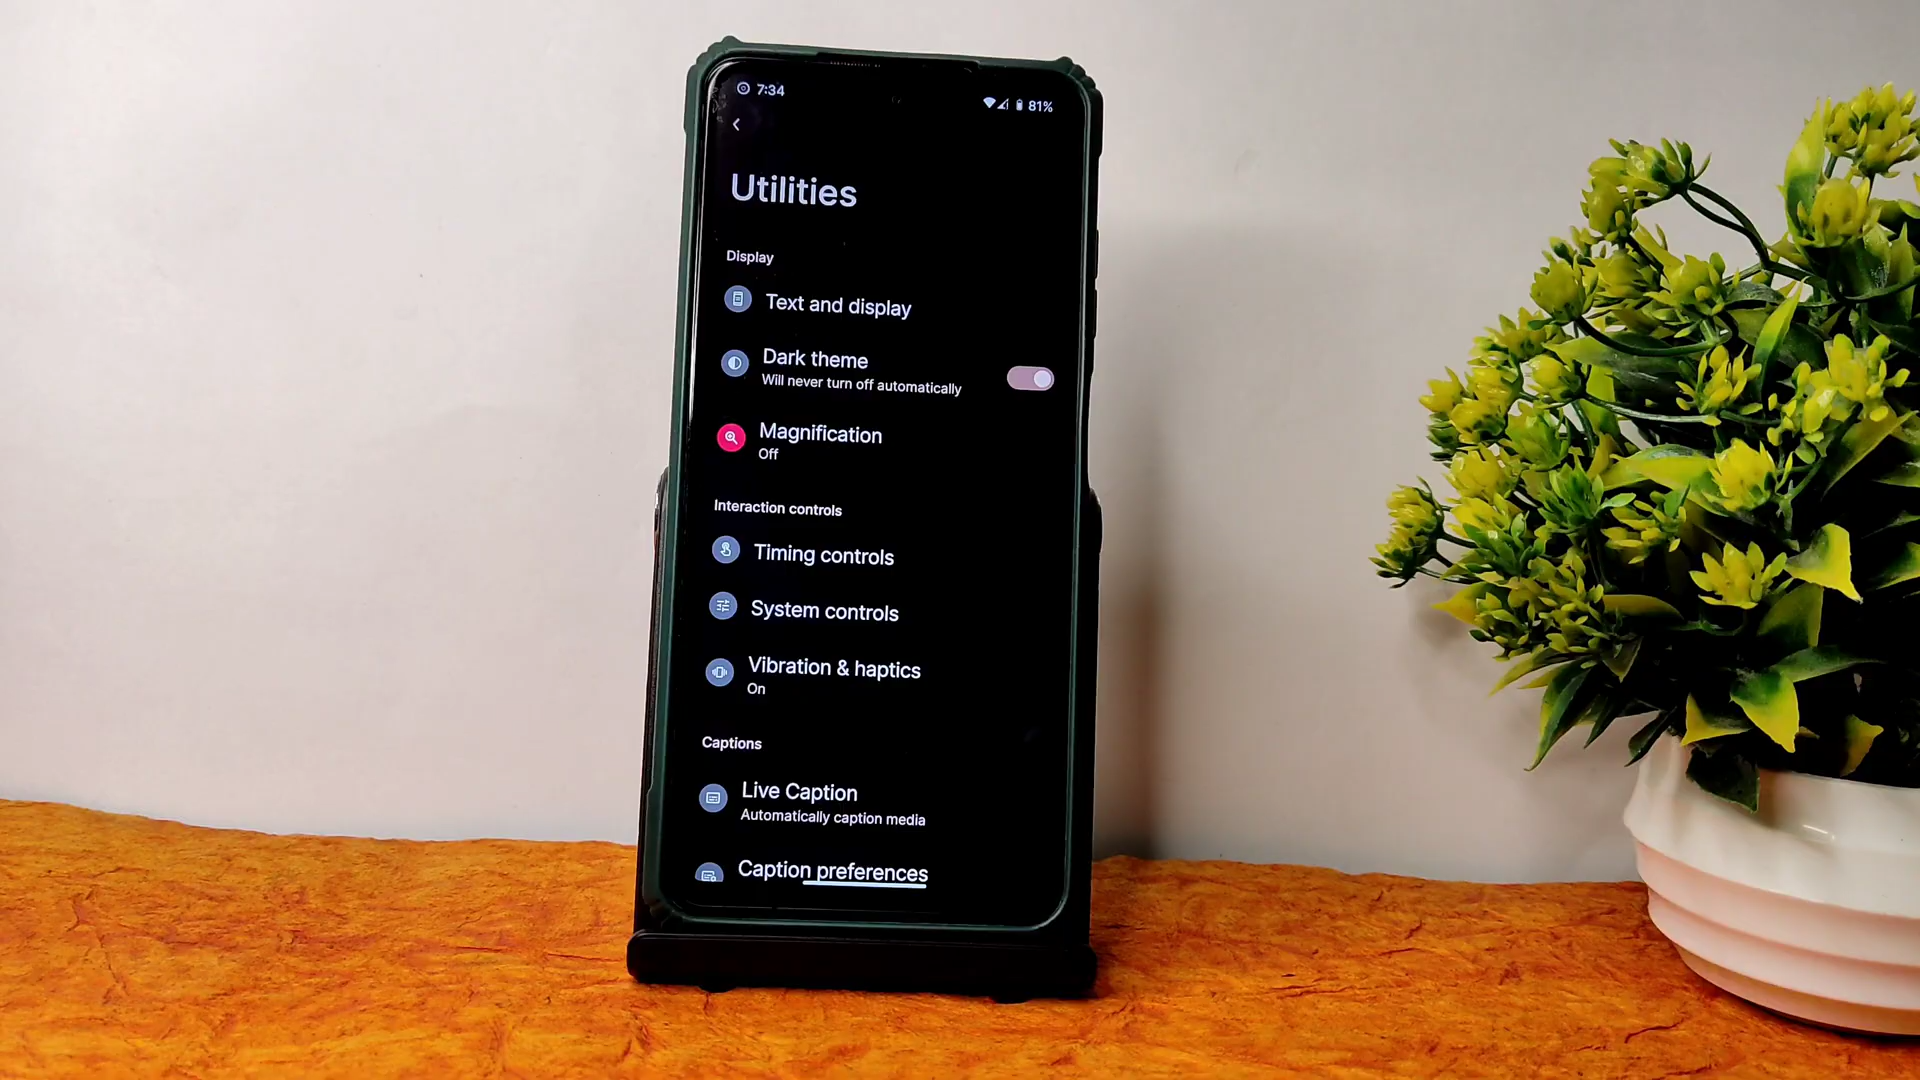 7:34
81%
Utilities
Display
Text and display
Dark theme
Will never turn off automatically
Magnification
Off
Interaction controls
Timing controls
System controls
Vibration & haptics
On
Captions
Live Caption
Automatically caption media
Caption preferences